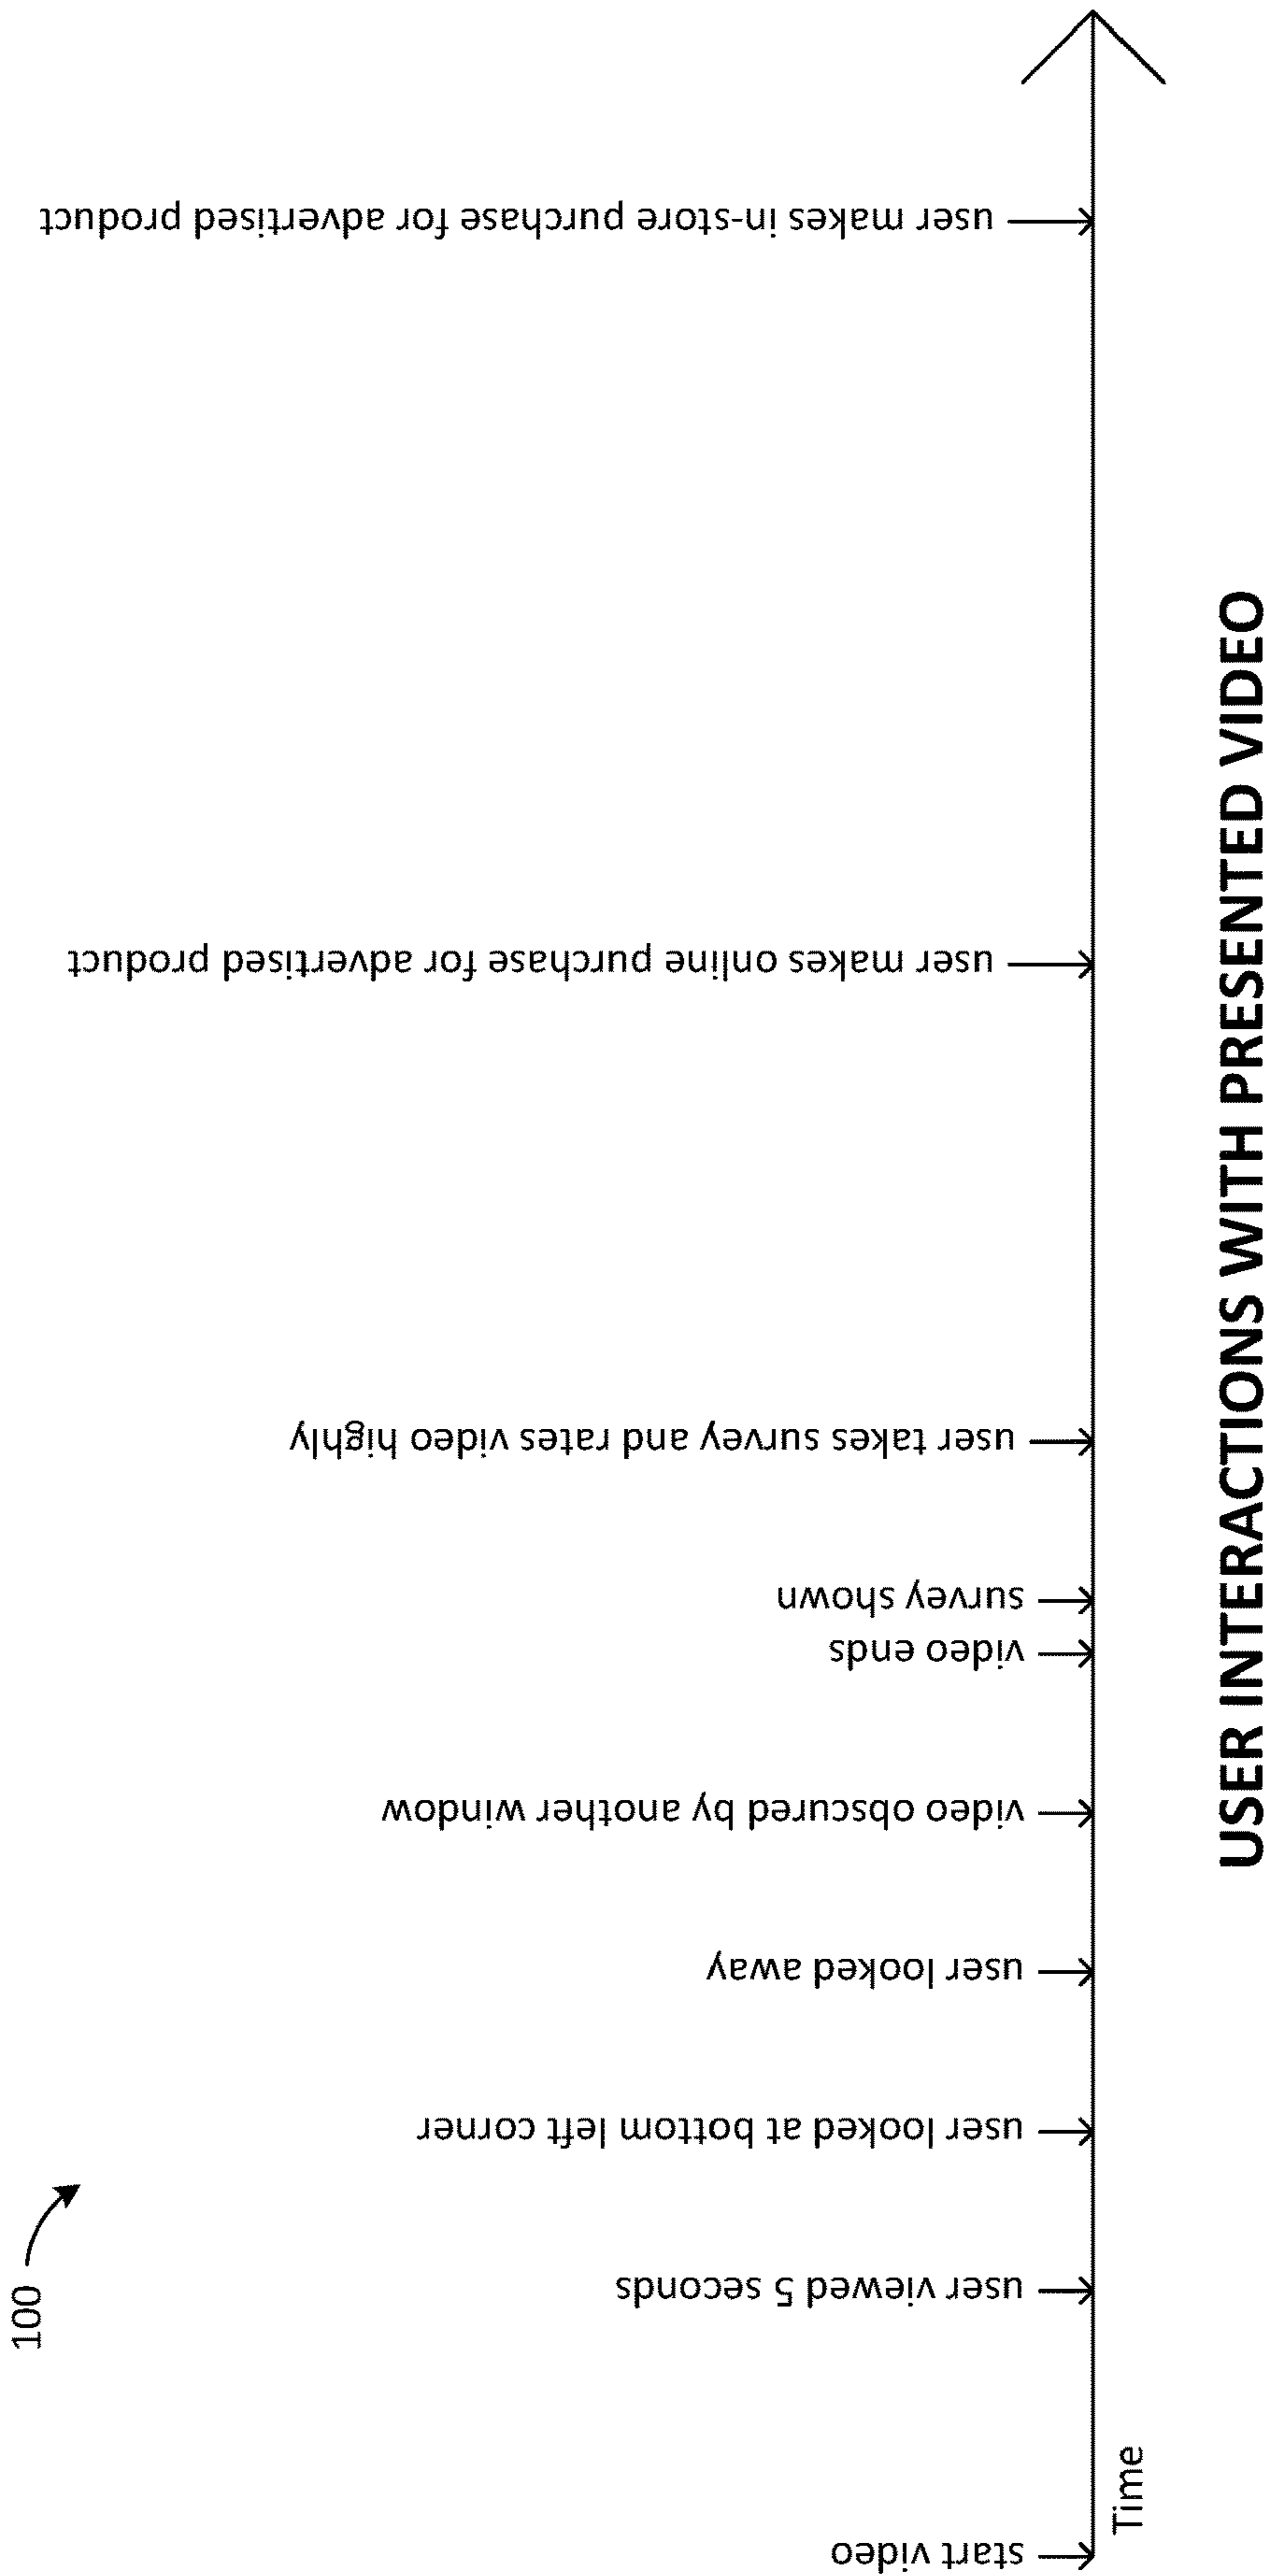 100
start video
user viewed 5 seconds
user looked at bottom left corner
user looked away
video obscured by another window
video ends
survey shown
user takes survey and rates video highly
user makes online purchase for advertised product
user makes in-store purchase for advertised product
Time
USER INTERACTIONS WITH PRESENTED VIDEO